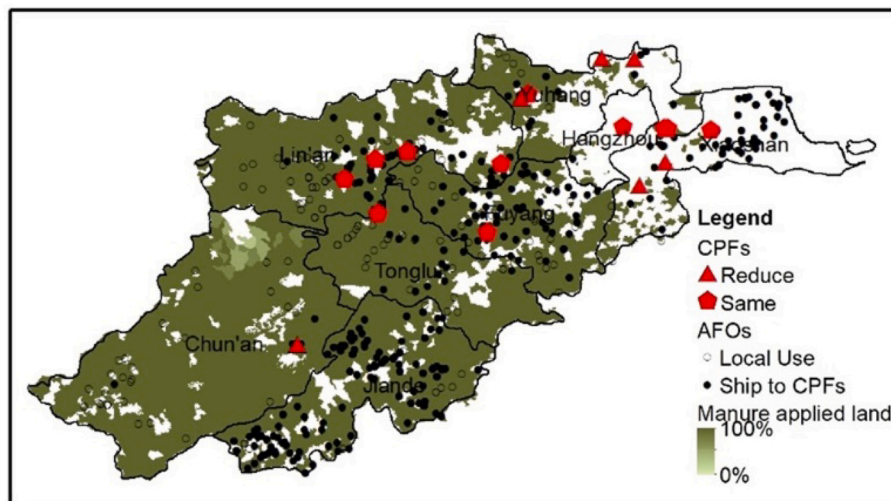 Yuhang
Hangzhou
Xiaoshan
Lin'an
Fuyang
Tonglu
Chun'an
Jiande
Legend
CPFs
Reduce
Same
AFOs
Local Use
Ship to CPFs
Manure applied land
100%
0%